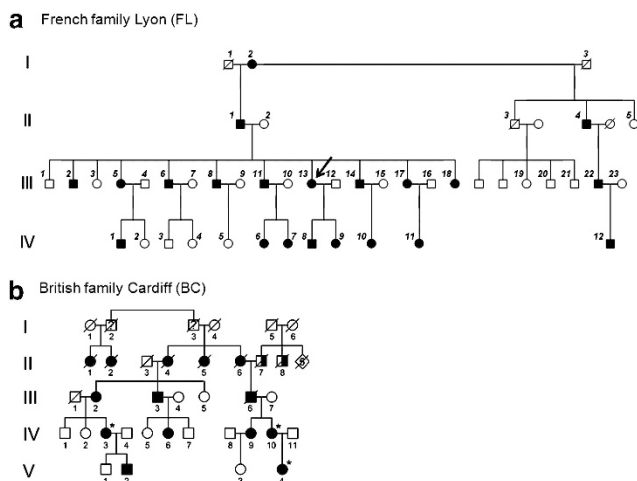 a French family Lyon (FL)
I 1 2 3
II 1 2 3 4 5
III 1 2 3 5 4 6 7 8 9 11 10 13 12 14 15 17 16 18 19 20 21 22 23
IV 1 2 3 4 5 6 7 8 9 10 11 12
b British family Cardiff (BC)
I 1 2 3 4 5 6
II 1 2 3 4 5 6 7 8
III 1 2 3 4 5 6 7
IV 1 2 3 * 4 5 6 7 8 9 10 * 11
V 1 2 3 4 *